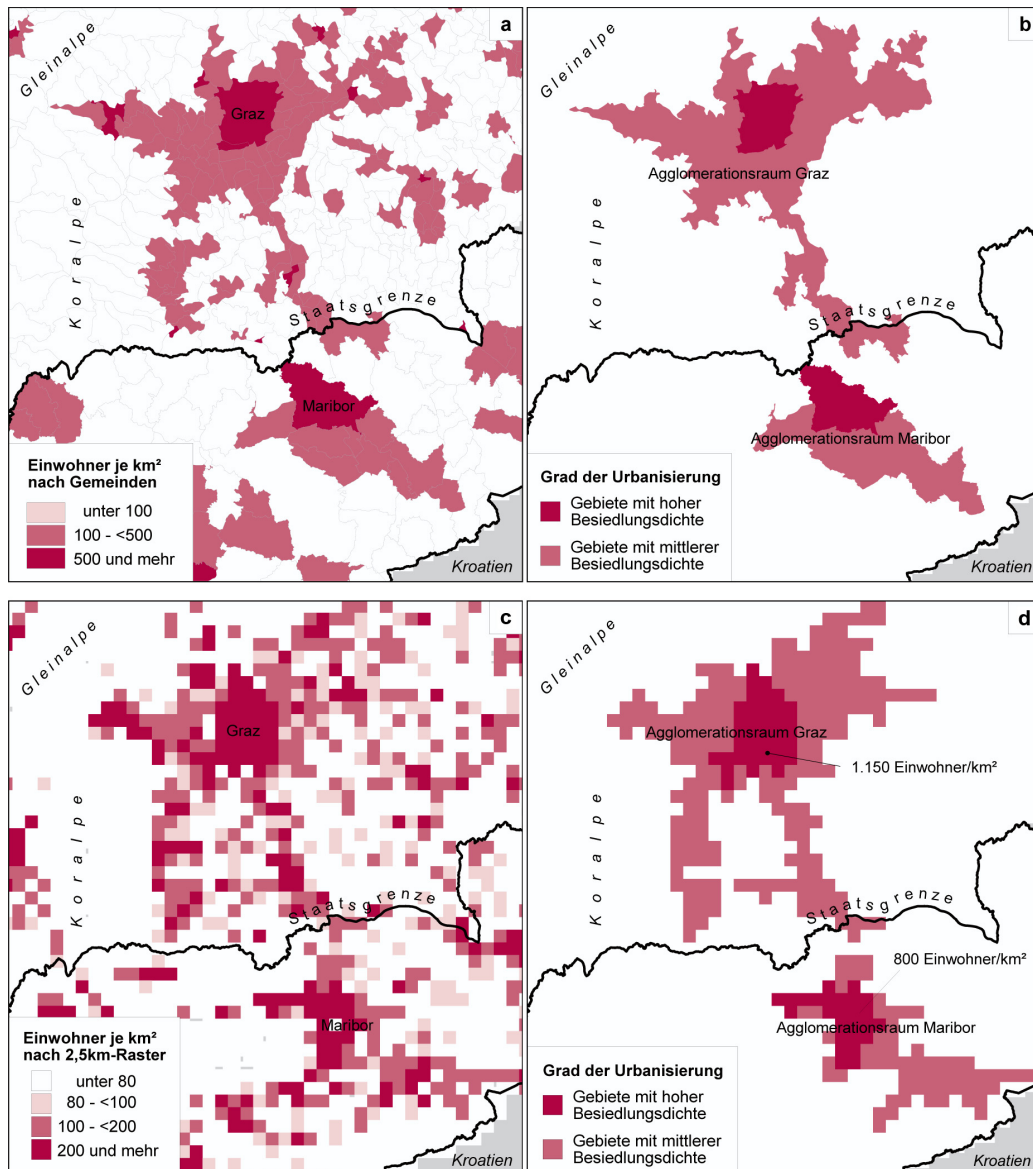 a
Gleinalpe
Graz
Koralpe
Staatsgrenze
Maribor
Einwohner je km²
nach Gemeinden
unter 100
100 - <500
500 und mehr
Kroatien
b
Gleinalpe
Agglomerationsraum Graz
Koralpe
Staatsgrenze
Agglomerationsraum Maribor
Grad der Urbanisierung
Gebiete mit hoher
Besiedlungsdichte
Gebiete mit mittlerer
Besiedlungsdichte
Kroatien
c
Gleinalpe
Graz
Koralpe
Staatsgrenze
Maribor
Einwohner je km²
nach 2,5km-Raster
unter 80
80 - <100
100 - <200
200 und mehr
Kroatien
d
Gleinalpe
Agglomerationsraum Graz
1.150 Einwohner/km²
Koralpe
Staatsgrenze
800 Einwohner/km²
Agglomerationsraum Maribor
Grad der Urbanisierung
Gebiete mit hoher
Besiedlungsdichte
Gebiete mit mittlerer
Besiedlungsdichte
Kroatien